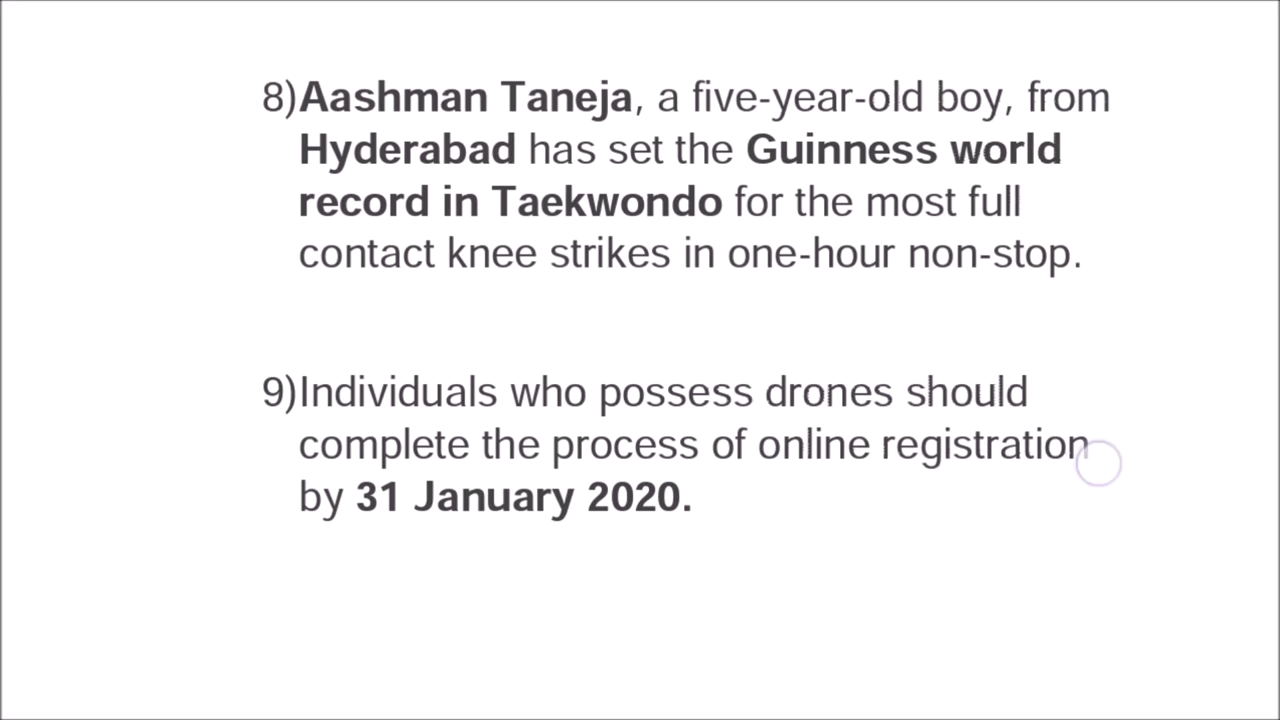 8)Aashman Taneja, a five-year-old boy, from
Hyderabad has set the Guinness world
record in Taekwondo for the most full
contact knee strikes in one-hour non-stop.
9)Individuals who possess drones should
complete the process of online registration
by 31 January 2020.